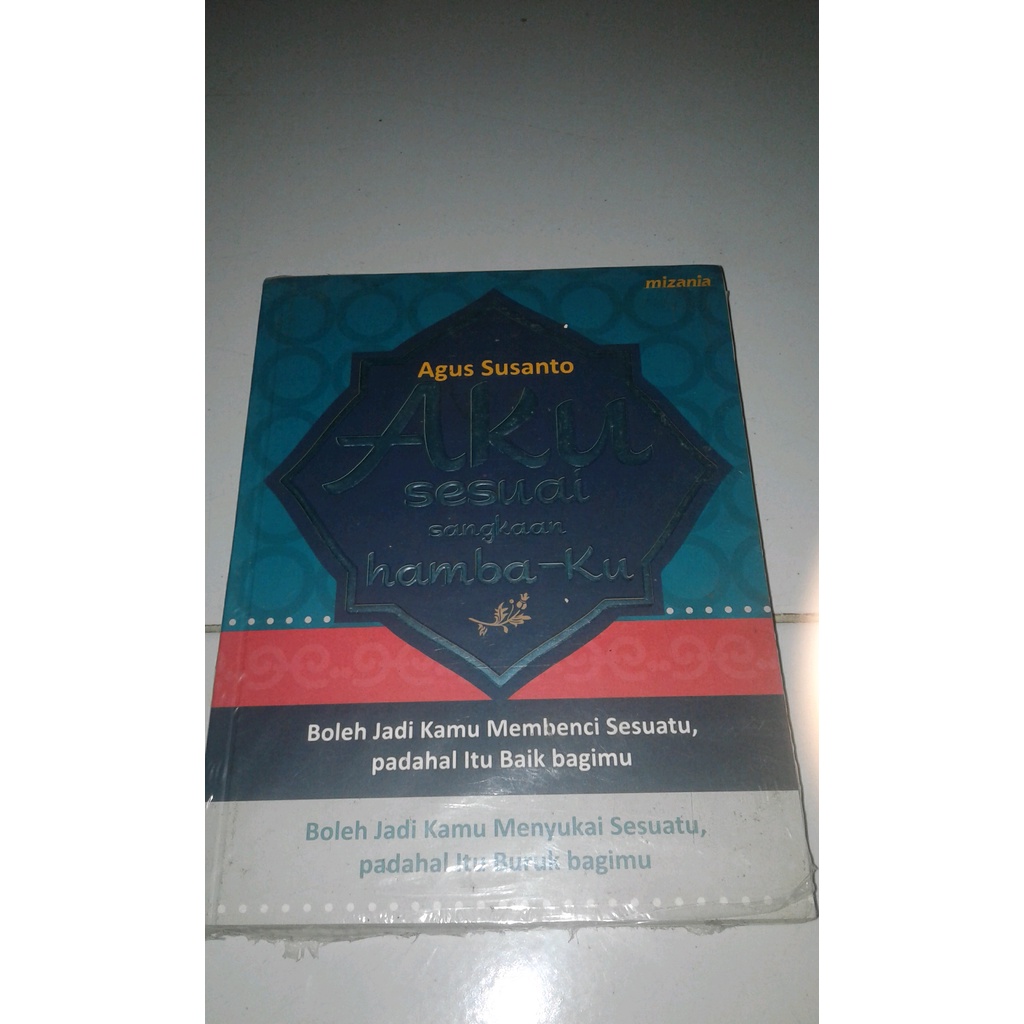 mizania
Agus Susanto
Aku
sesuai
sangkaan
hamba-Ku
Boleh Jadi Kamu Membenci Sesuatu,
padahal Itu Baik bagimu
Boleh Jadi Kamu Menyukai Sesuatu,
padahal Itu Buruk bagimu